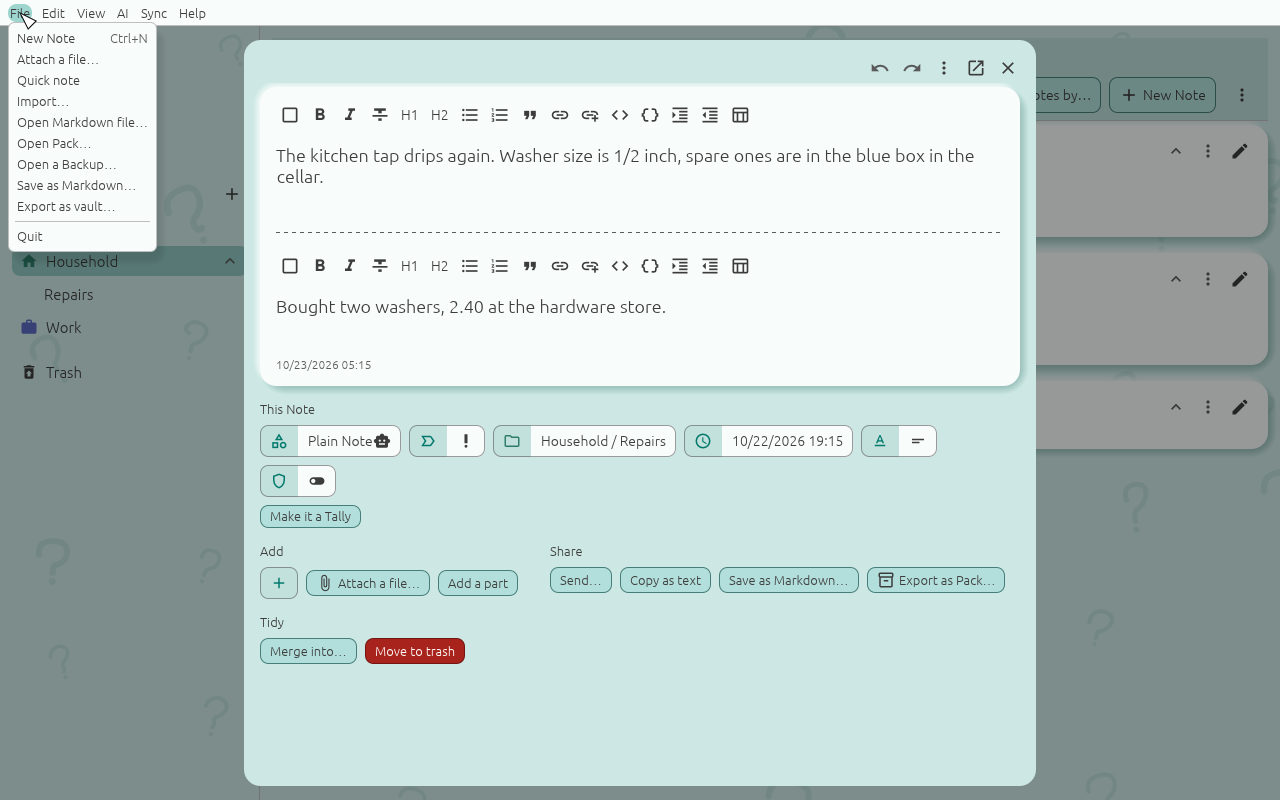 File Edit View AI Sync Help
New Note Ctrl+N
Attach a file…
Quick note
Import…
Open Markdown file…
Open Pack…
Open a Backup…
Save as Markdown…
Export as vault…
Quit
Household
Repairs
Work
Trash
otes by…
New Note
H1 H2
The kitchen tap drips again. Washer size is 1/2 inch, spare ones are in the blue box in the
cellar.
H1 H2
Bought two washers, 2.40 at the hardware store.
10/23/2026 05:15
This Note
Plain Note
Household / Repairs
10/22/2026 19:15
Make it a Tally
Add
Attach a file…
Add a part
Share
Send…
Copy as text
Save as Markdown…
Export as Pack…
Tidy
Merge into…
Move to trash